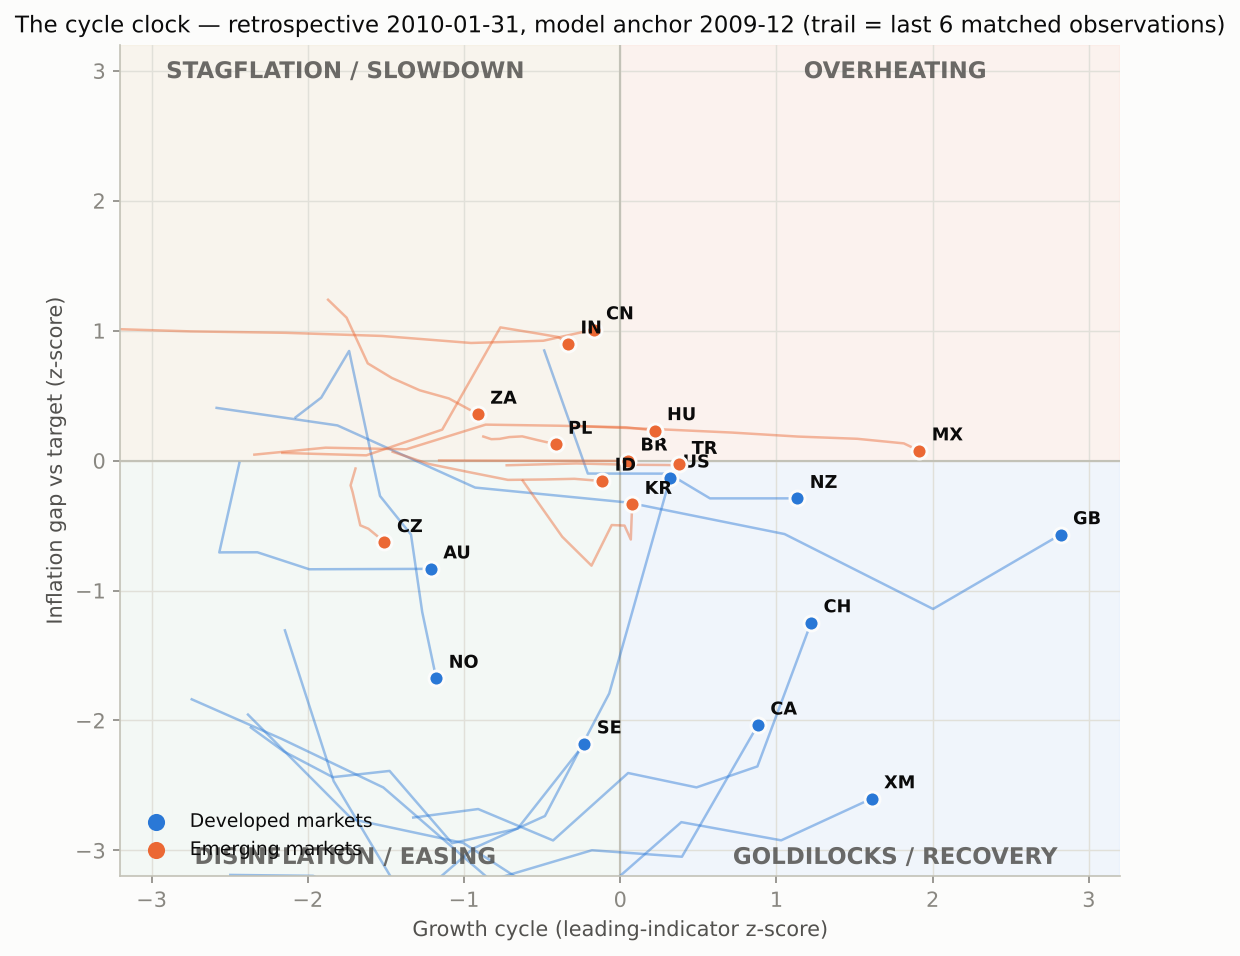 The cycle clock — retrospective 2010-01-31, model anchor 2009-12 (trail = last 6 matched observations)
STAGFLATION / SLOWDOWN
OVERHEATING
3
2
1
0
−1
−2
−3
Inflation gap vs target (z-score)
CN
IN
ZA
HU
PL
MX
BR
TR
US
ID
NZ
KR
GB
CZ
AU
CH
NO
CA
SE
XM
Developed markets
Emerging markets
DISINFLATION / EASING
GOLDILOCKS / RECOVERY
−3
−2
−1
0
1
2
3
Growth cycle (leading-indicator z-score)